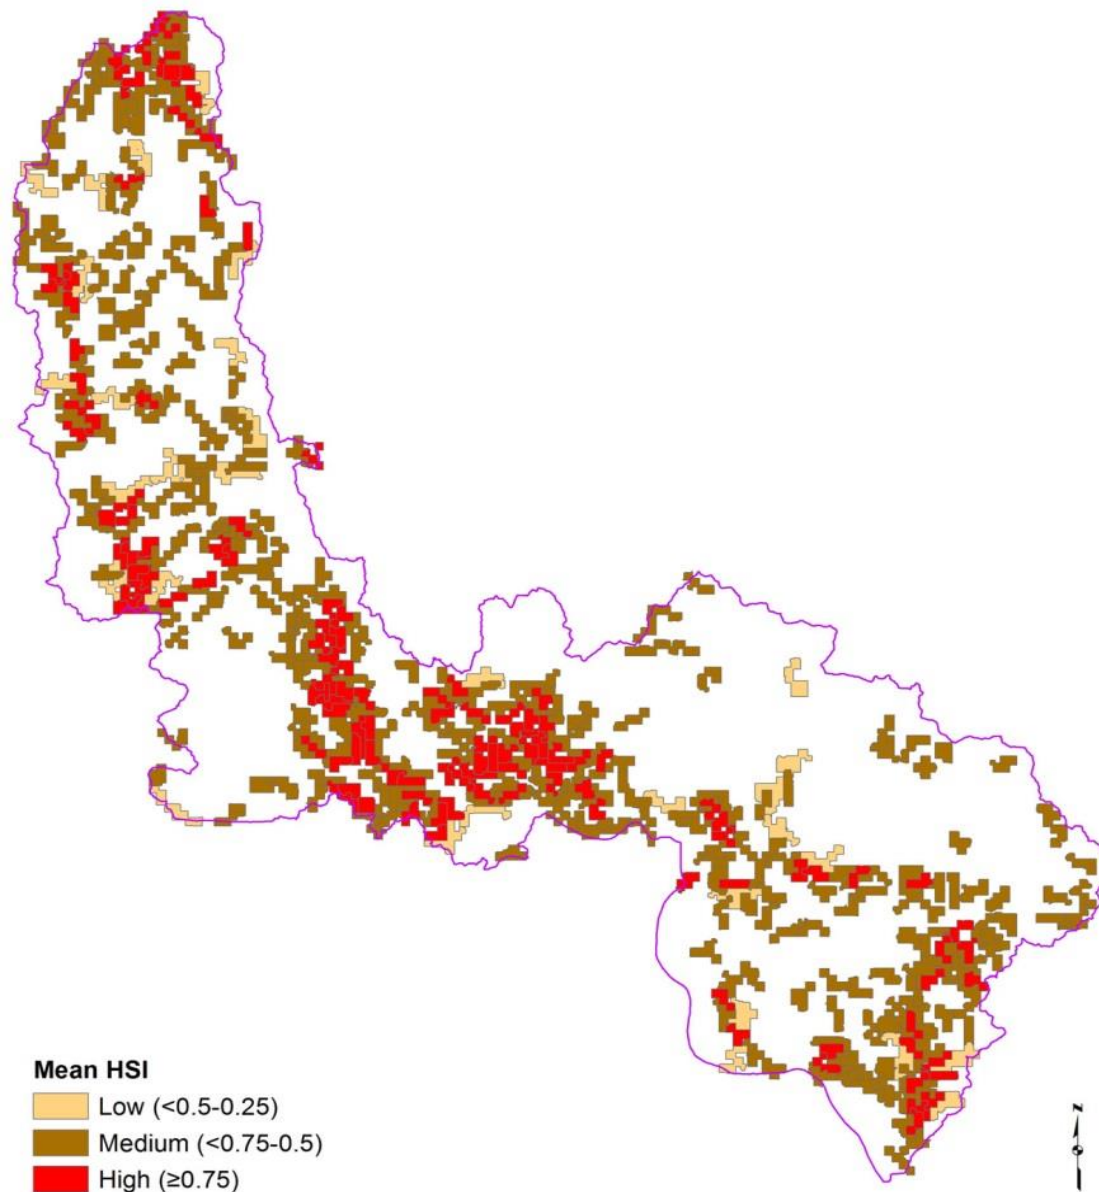 Mean HSI
Low (<0.5-0.25)
Medium (<0.75-0.5)
High (≥0.75)
N